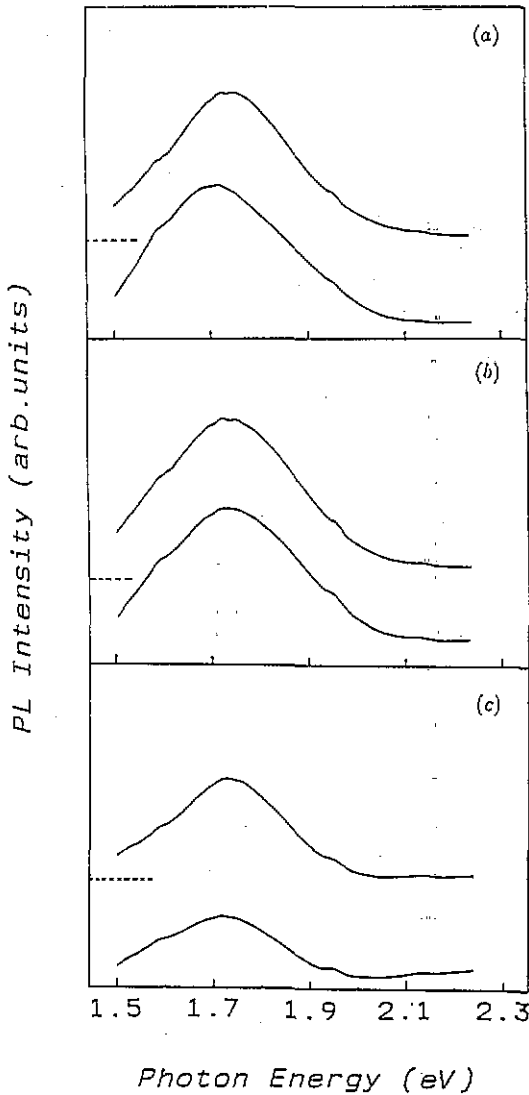 (a)
(b)
(c)
PL Intensity (arb.units)
1.5 1.7 1.9 2.1 2.3
Photon Energy (eV)